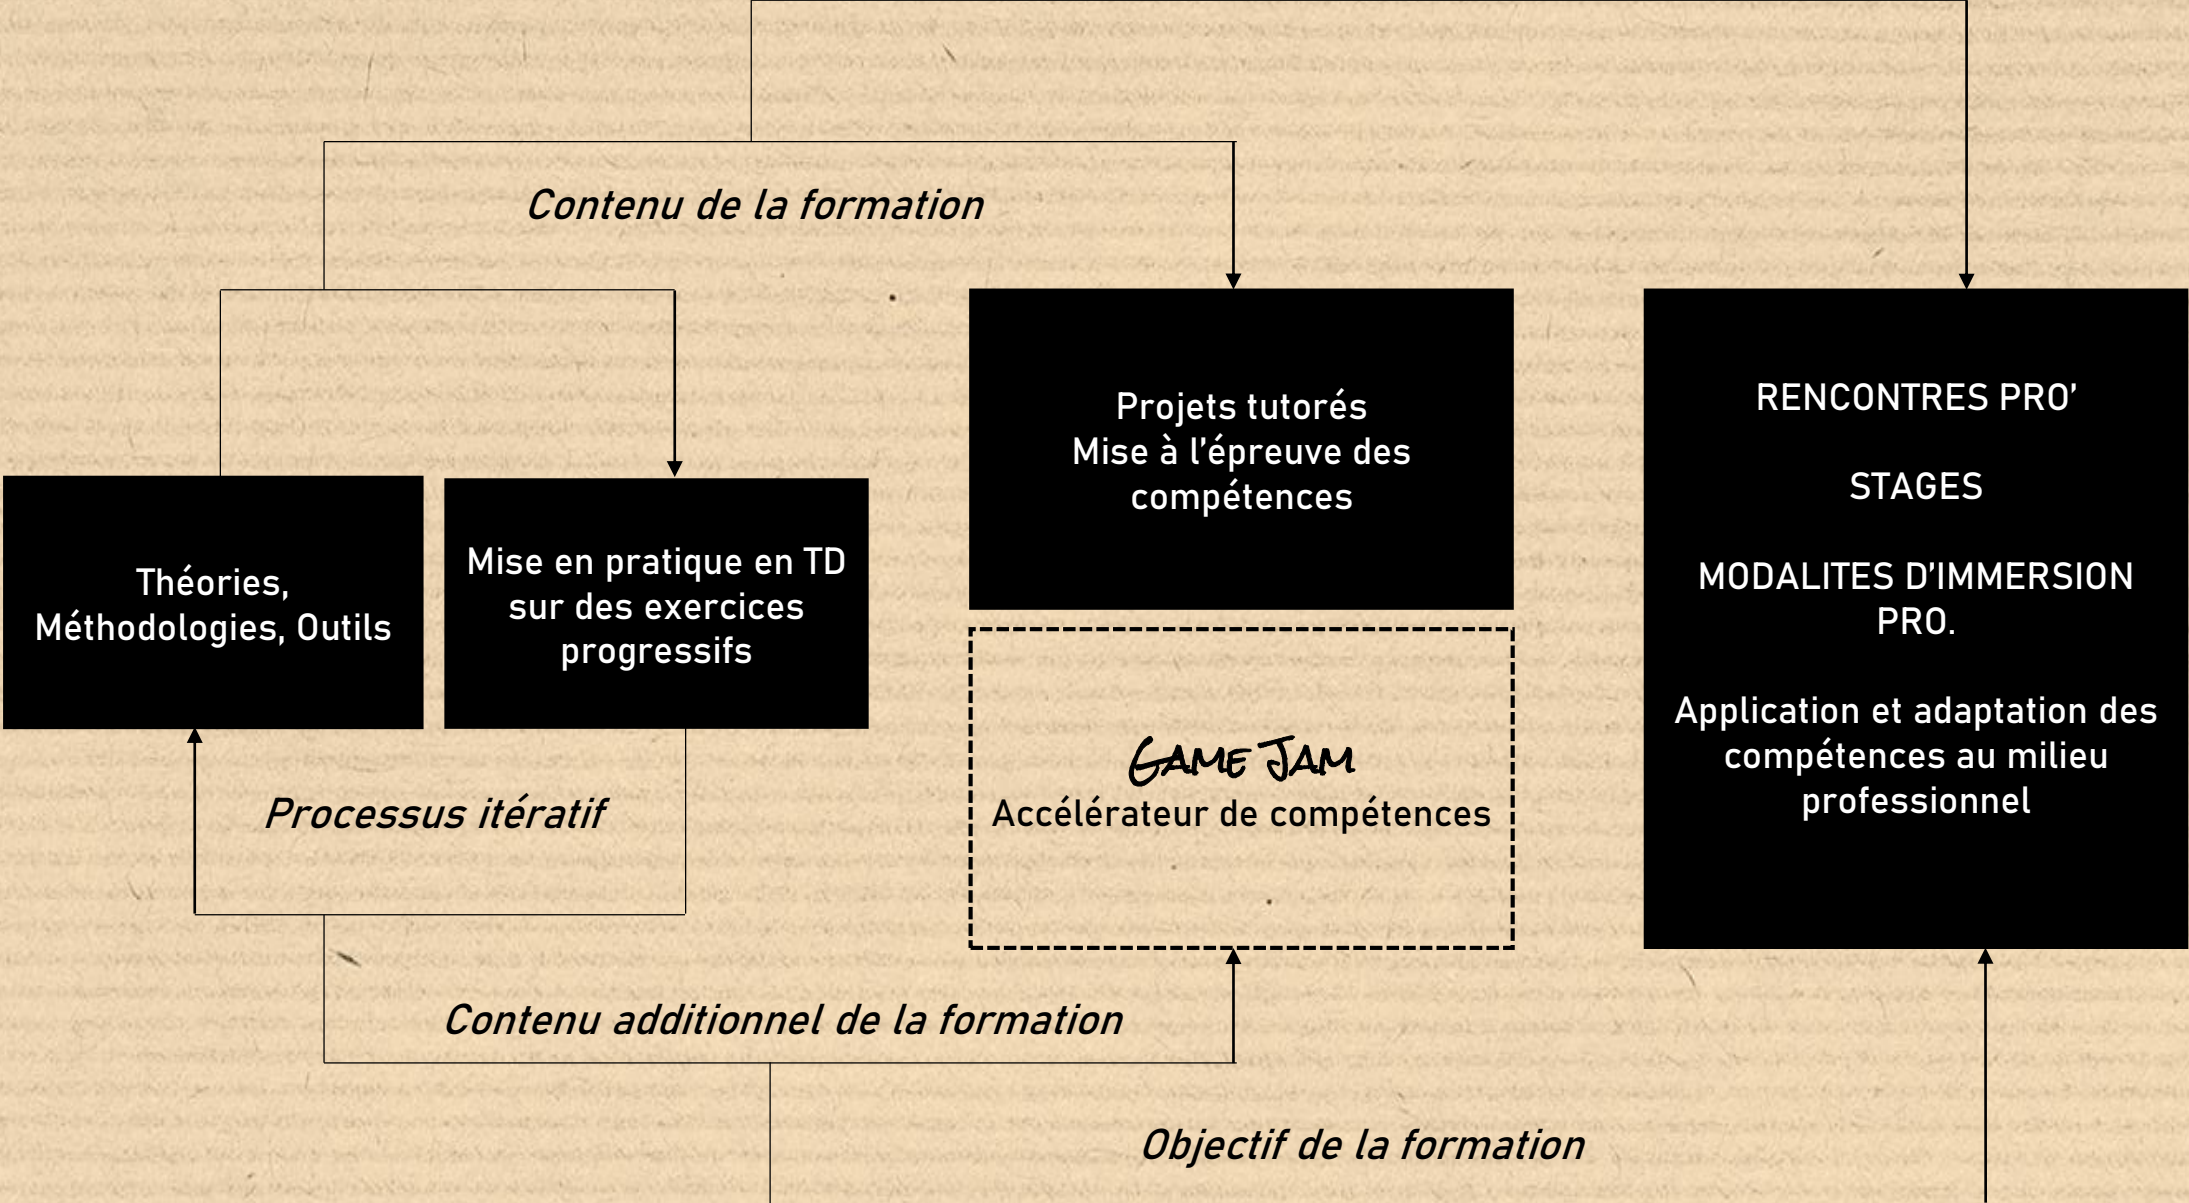 Contenu de la formation
Théories,
Méthodologies, Outils
Mise en pratique en TD
sur des exercices
progressifs
Projets tutorés
Mise à l’épreuve des
compétences
RENCONTRES PRO’
STAGES
MODALITES D’IMMERSION
PRO.
Application et adaptation des
compétences au milieu
professionnel
GAME JAM
Accélérateur de compétences
Processus itératif
Contenu additionnel de la formation
Objectif de la formation